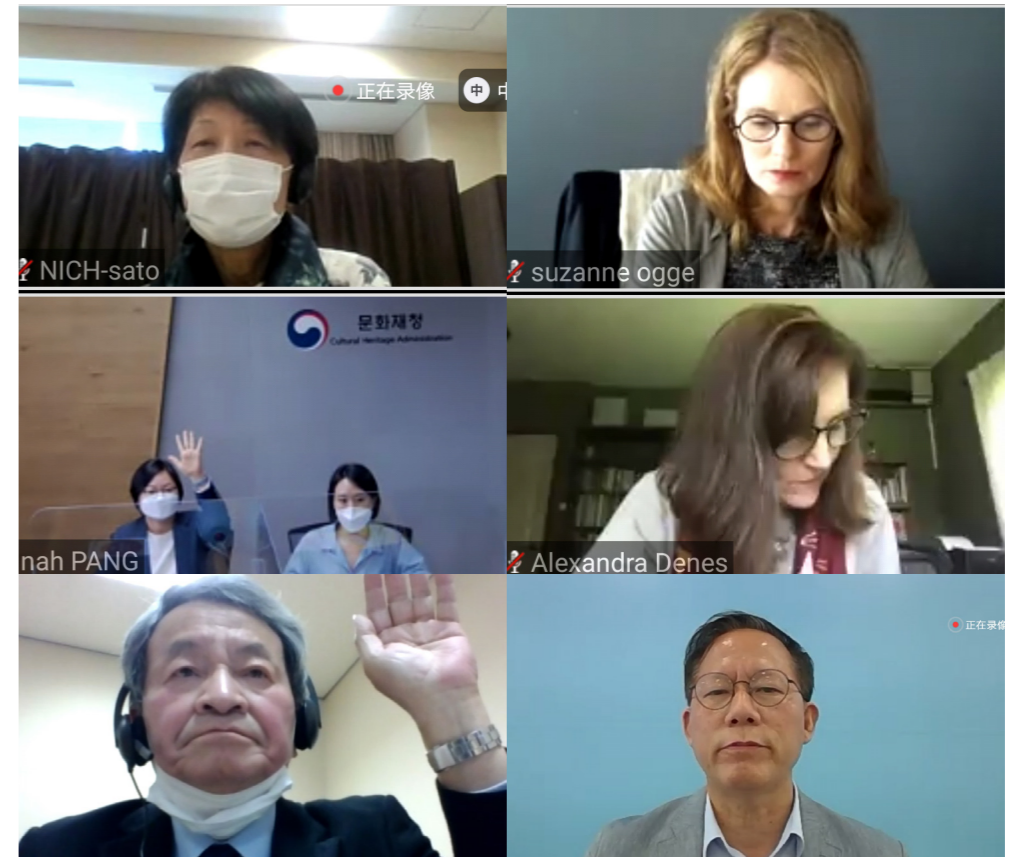 正在录像
中
NICH-sato
suzanne ogge
문화재청
Cultural Heritage Administration
nah PANG
Alexandra Denes
正在录像